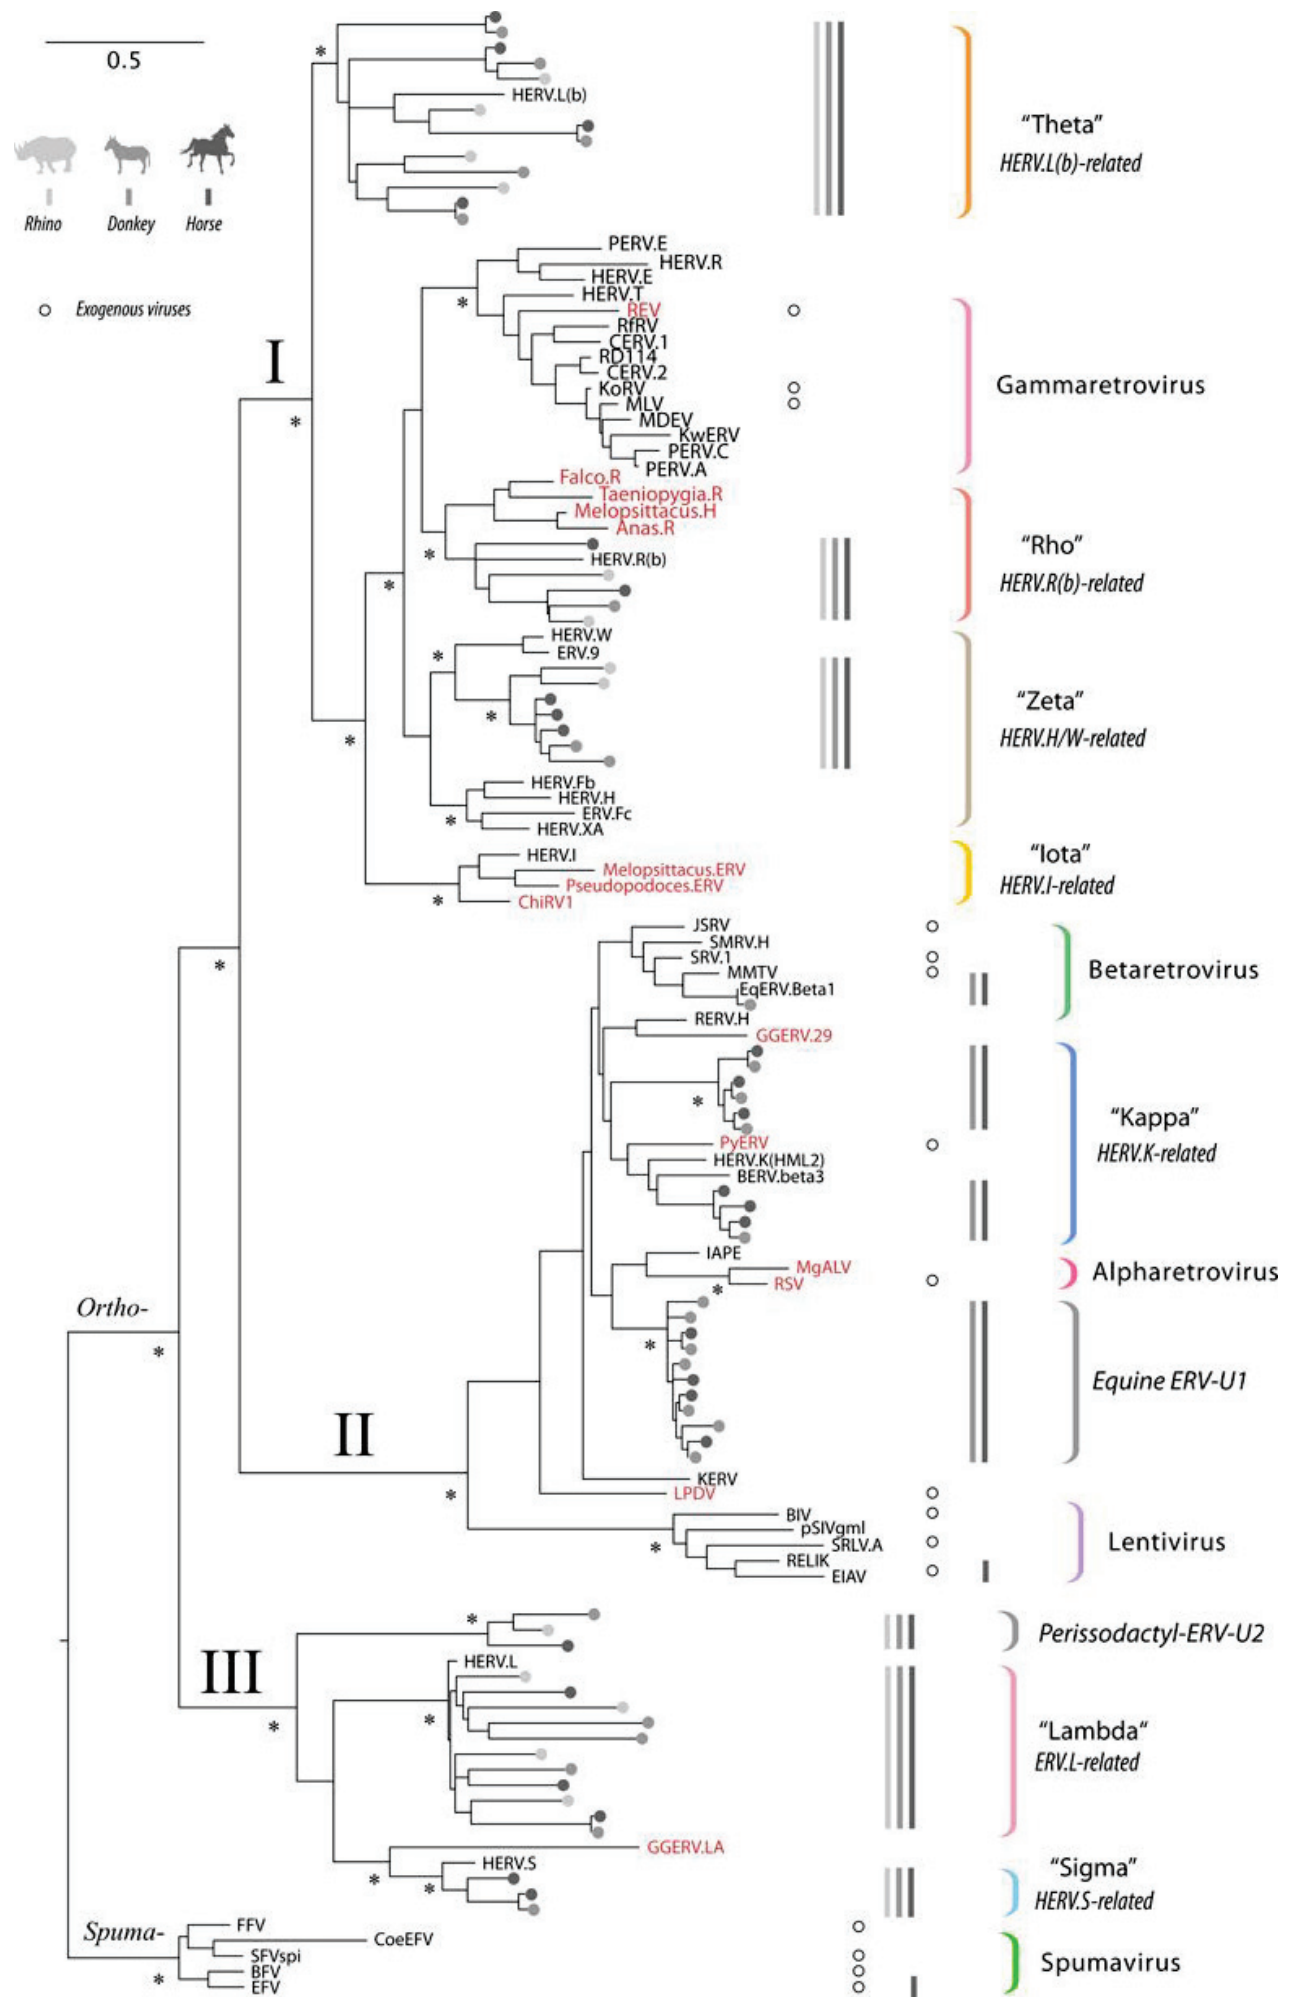 0.5
Rhino
Donkey
Horse
Exogenous viruses
*
HERV.L(b)
"Theta"
HERV.L(b)-related
I
*
PERV.E
HERV.R
HERV.E
HERV.T
*
REV
RfRV
CERV.1
RD114
CERV.2
KoRV
MLV
MDEV
KwERV
PERV.C
PERV.A
Gammaretrovirus
Falco.R
Taeniopygia.R
Melopsittacus.H
Anas.R
*
HERV.R(b)
*
"Rho"
HERV.R(b)-related
HERV.W
ERV.9
*
*
*
"Zeta"
HERV.H/W-related
HERV.Fb
HERV.H
ERV.Fc
HERV.XA
*
HERV.I
Melopsittacus.ERV
Pseudopodoces.ERV
ChiRV1
*
"Iota"
HERV.I-related
*
JSRV
SMRV.H
SRV.1
MMTV
EqERV.Beta1
Betaretrovirus
RERV.H
GGERV.29
*
PyERV
HERV.K(HML2)
BERV.beta3
"Kappa"
HERV.K-related
IAPE
MgALV
RSV
*
Alpharetrovirus
Ortho-
*
*
Equine ERV-U1
II
*
KERV
LPDV
BIV
pSIVgml
SRLV.A
RELIK
EIAV
*
Lentivirus
*
Perissodactyl-ERV-U2
III
*
HERV.L
*
"Lambda"
ERV.L-related
GGERV.LA
*
HERV.S
*
"Sigma"
HERV.S-related
Spuma-
*
FFV
CoeEFV
SFVspi
BFV
EFV
Spumavirus